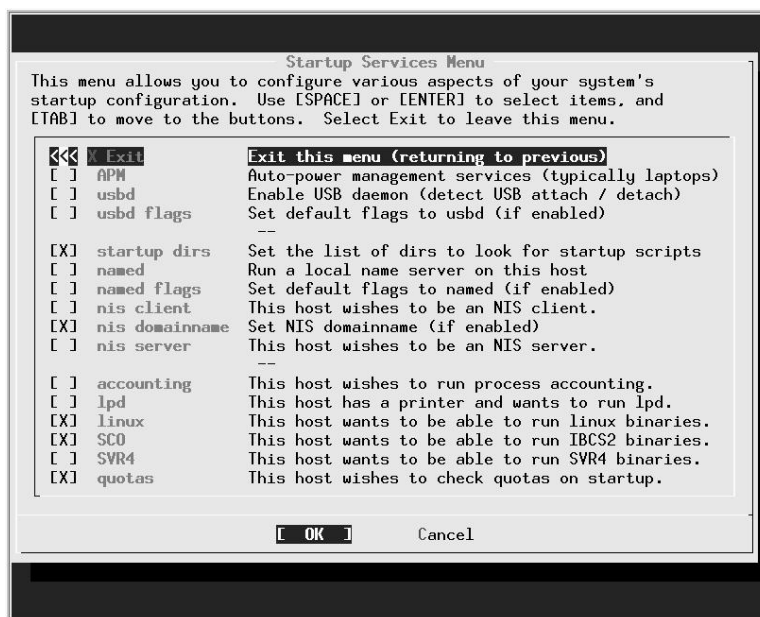 Startup Services Menu
This menu allows you to configure various aspects of your system's
startup configuration.  Use [SPACE] or [ENTER] to select items, and
[TAB] to move to the buttons.  Select Exit to leave this menu.
<<< X Exit Exit this menu (returning to previous)
[ ] APM Auto-power management services (typically laptops)
[ ] usbd Enable USB daemon (detect USB attach / detach)
[ ] usbd flags Set default flags to usbd (if enabled)
--
[X] startup dirs Set the list of dirs to look for startup scripts
[ ] named Run a local name server on this host
[ ] named flags Set default flags to named (if enabled)
[ ] nis client This host wishes to be an NIS client.
[X] nis domainname Set NIS domainname (if enabled)
[ ] nis server This host wishes to be an NIS server.
--
[ ] accounting This host wishes to run process accounting.
[ ] lpd This host has a printer and wants to run lpd.
[X] linux This host wants to be able to run linux binaries.
[X] SCO This host wants to be able to run IBCS2 binaries.
[ ] SVR4 This host wants to be able to run SVR4 binaries.
[X] quotas This host wishes to check quotas on startup.
[ OK ] Cancel